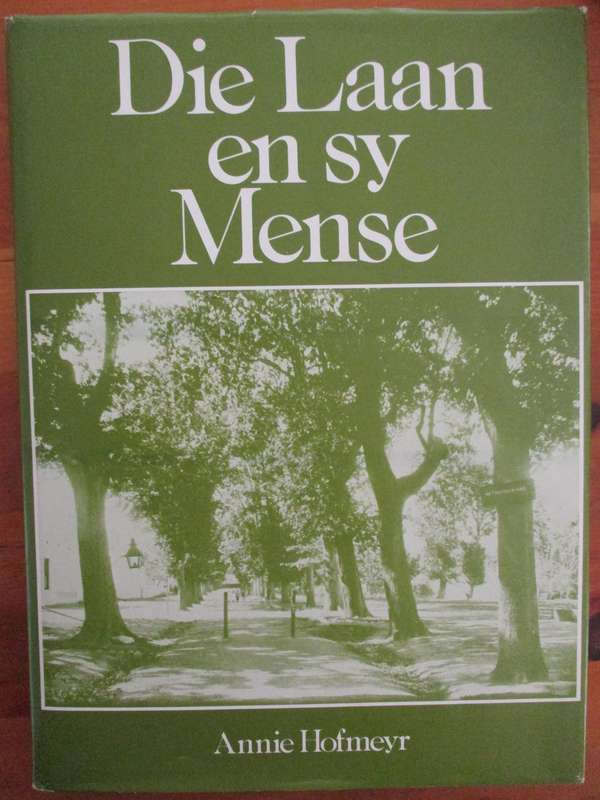 Die Laan
en sy
Mense
Annie Hofmeyr